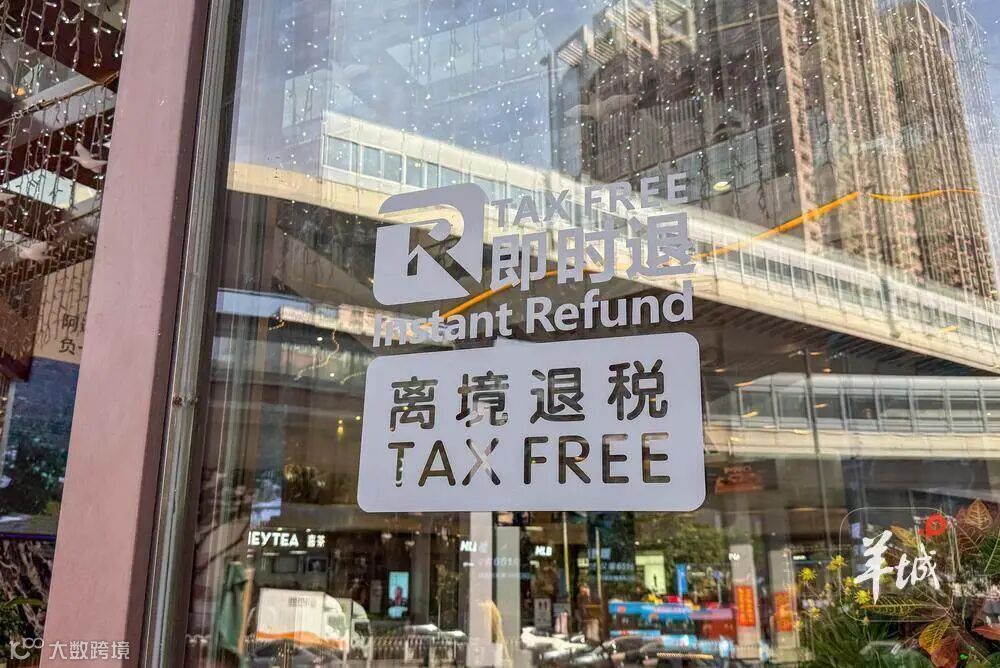 TAX FREE
即时退
Instant Refund
离境退税
TAX FREE
EYTEA 喜茶
羊城
大数跨境